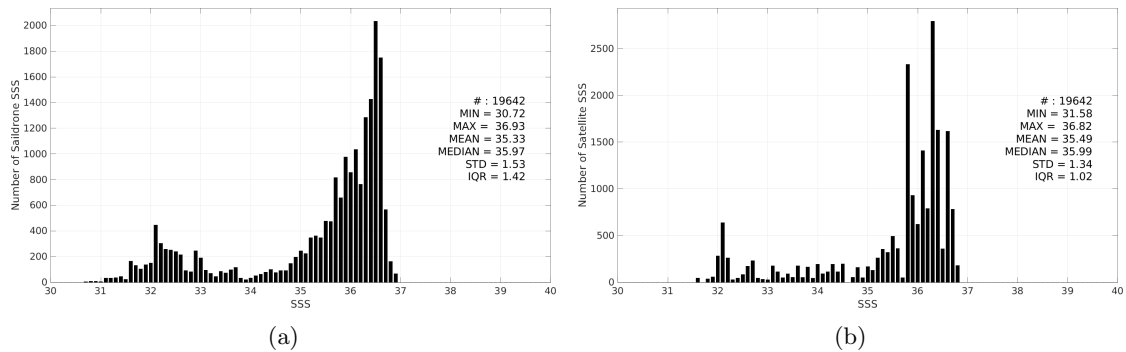 2000
1800
1600
1400
1200
1000
800
600
400
200
0
Number of Saildrone SSS
# : 19642
MIN = 30.72
MAX = 36.93
MEAN = 35.33
MEDIAN = 35.97
STD = 1.53
IQR = 1.42
30 31 32 33 34 35 36 37 38 39 40
SSS
(a)
2500
2000
1500
1000
500
0
Number of Satellite SSS
# : 19642
MIN = 31.58
MAX = 36.82
MEAN = 35.49
MEDIAN = 35.99
STD = 1.34
IQR = 1.02
30 31 32 33 34 35 36 37 38 39 40
SSS
(b)